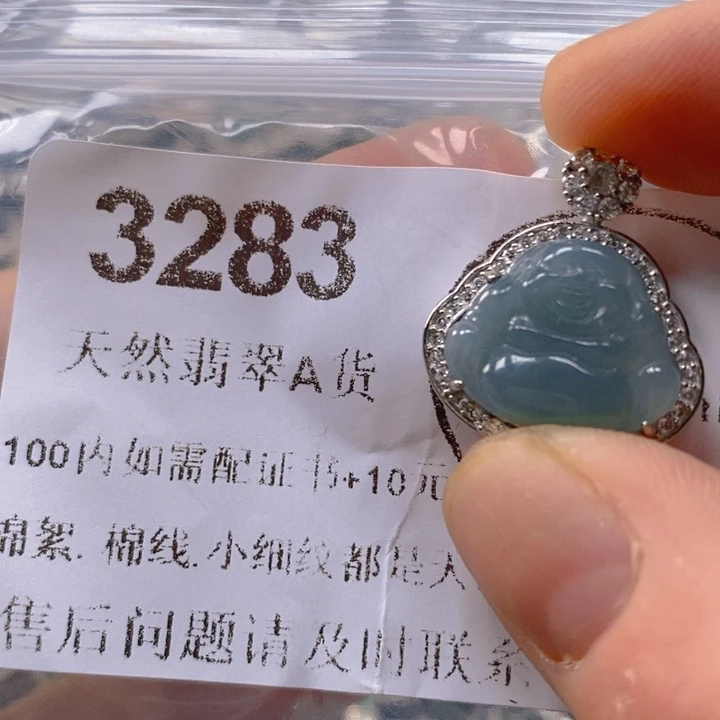 3283
天然翡翠A货
100内如需配证书+10元
棉絮.棉线.小细纹都是天
售后问题请及时联系